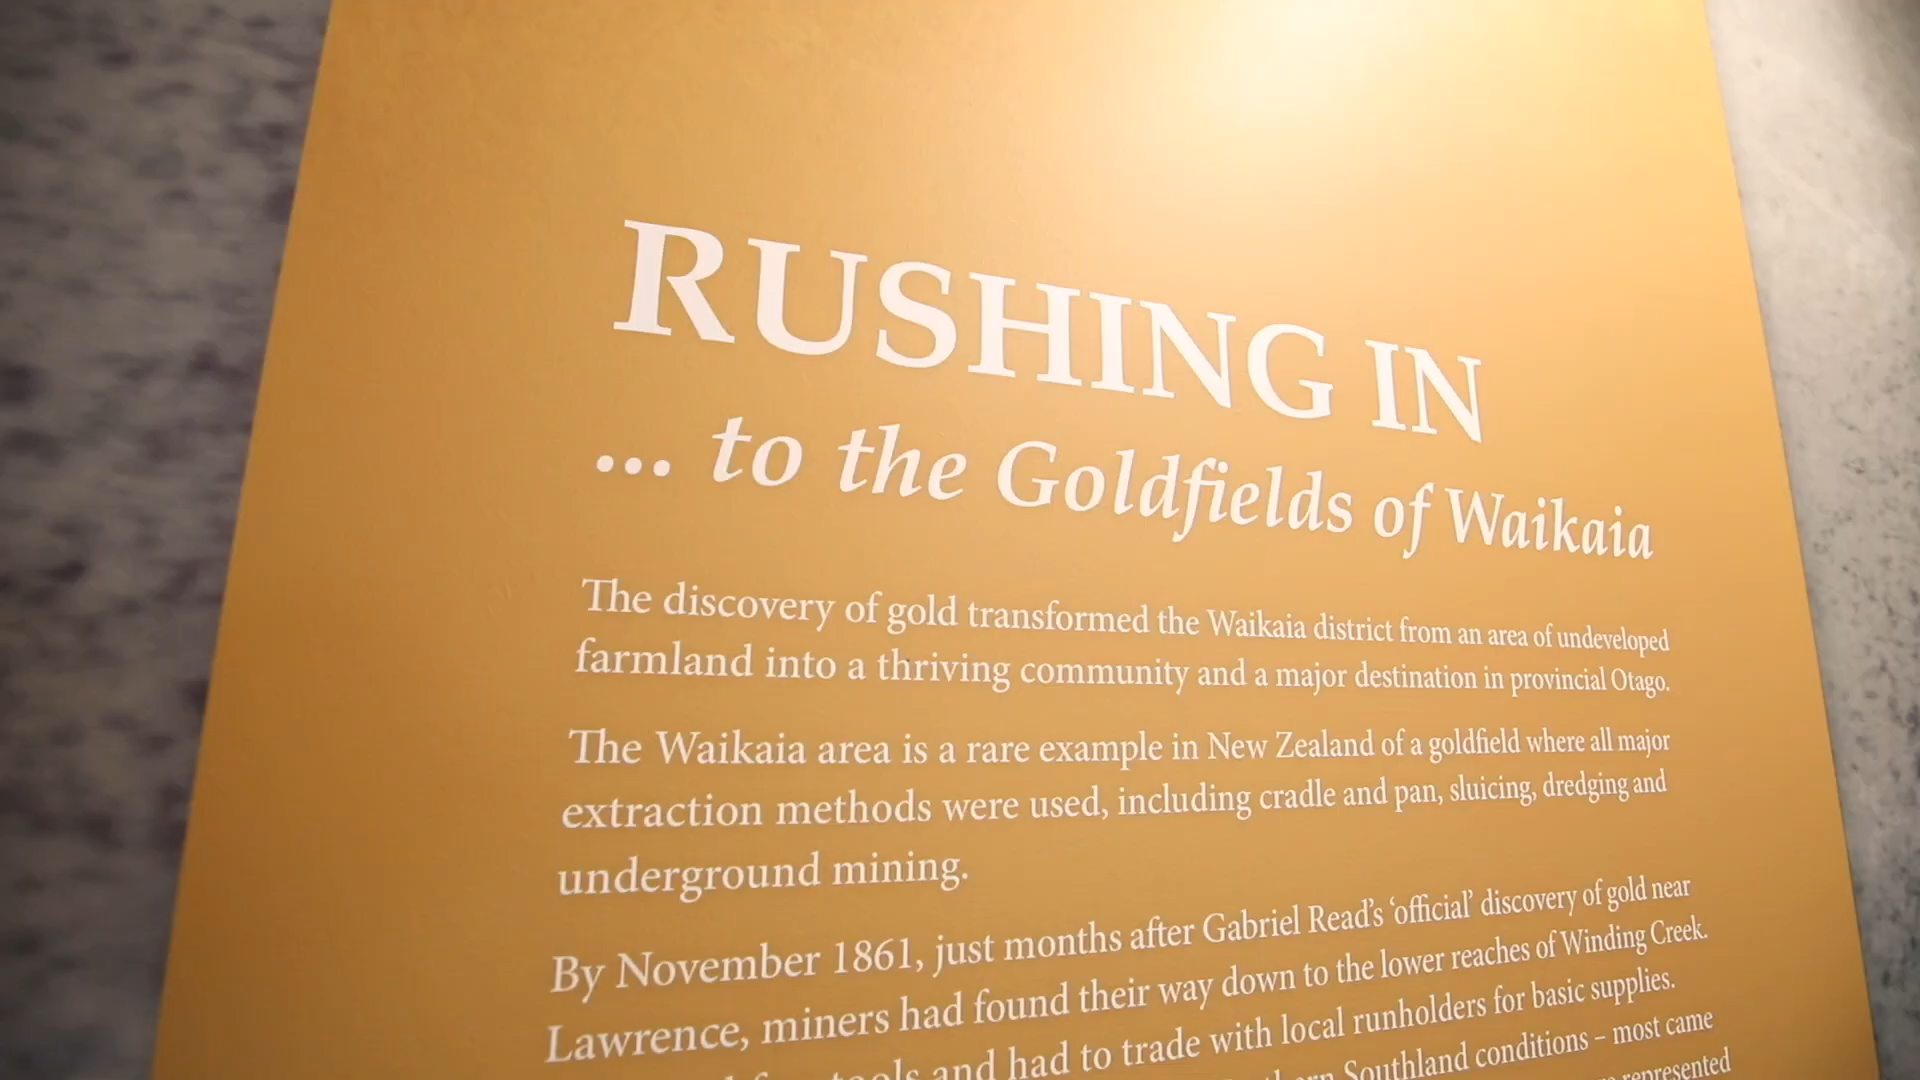 RUSHING IN
... to the Goldfields of Waikaia
The discovery of gold transformed the Waikaia district from an area of undeveloped
farmland into a thriving community and a major destination in provincial Otago.
The Waikaia area is a rare example in New Zealand of a goldfield where all major
extraction methods were used, including cradle and pan, sluicing, dredging and
underground mining.
By November 1861, just months after Gabriel Read's 'official' discovery of gold near
Lawrence, miners had found their way down to the lower reaches of Winding Creek.
tools and had to trade with local runholders for basic supplies.
Southland conditions – most came
represented